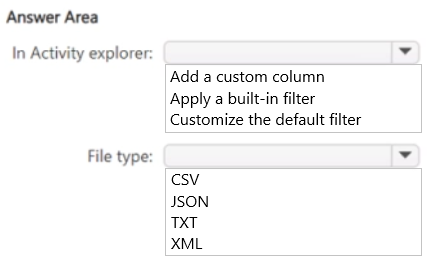 Answer Area
In Activity explorer:
Add a custom column
Apply a built-in filter
Customize the default filter
File type:
CSV
JSON
TXT
XML